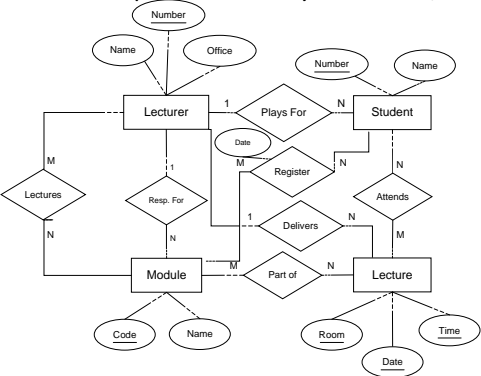 Number
Name
Office
Number
Name
Lecturer
1
Plays For
N
Student
Date
M
M
Register
N
1
N
Lectures
Resp. For
Attends
1
Delivers
N
M
N
N
Module
M
Part of
N
Lecture
Code
Name
Room
Time
Date